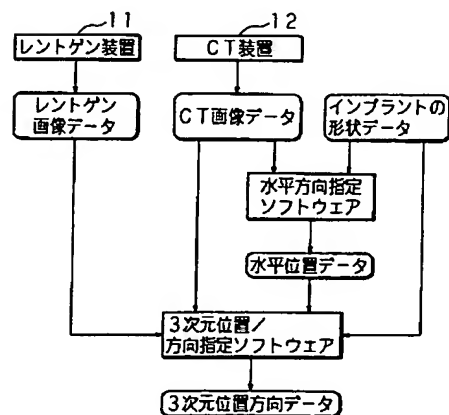 11
12
レントゲン装置
CT装置
レントゲン
画像データ
CT画像データ
インプラントの
形状データ
水平方向指定
ソフトウェア
水平位置データ
3次元位置/
方向指定ソフトウェア
3次元位置方向データ